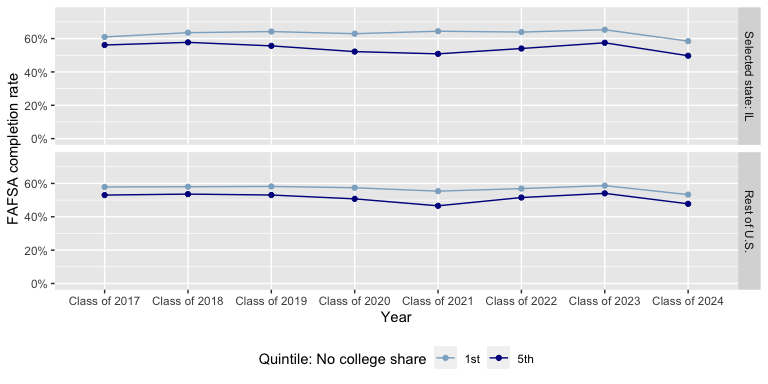 FAFSA completion rate
60%
40%
20%
0%
Selected state: IL
60%
40%
20%
0%
Rest of U.S.
Class of 2017 Class of 2018 Class of 2019 Class of 2020 Class of 2021 Class of 2022 Class of 2023 Class of 2024
Year
Quintile: No college share 1st 5th